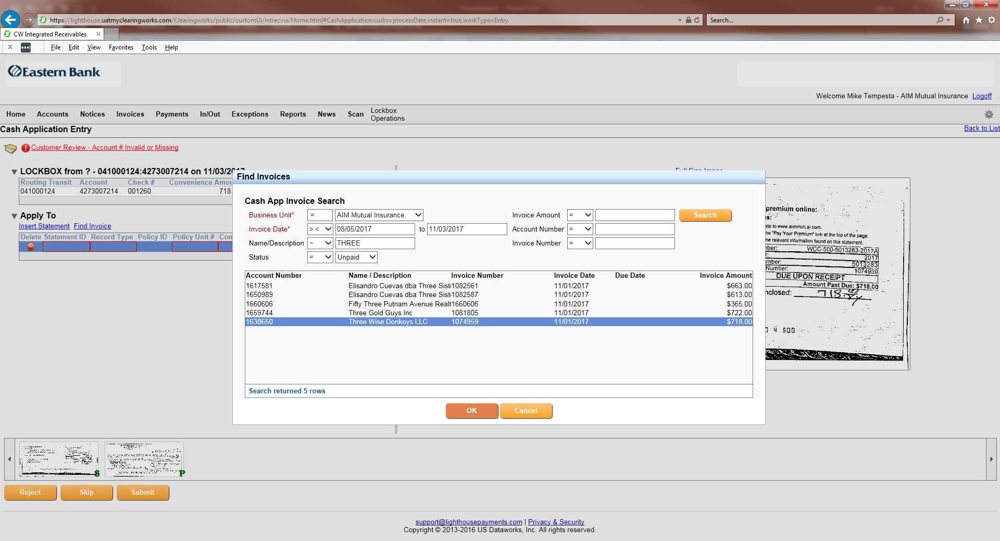 https://lighthouse.uatmyclearingworks.com/Clearingworks/public/customUi/intrecvui/Home.html#CashApplication:cudrs=processDate,instant=true,workType=Entry
Search...
CW Integrated Receivables
File Edit View Favorites Tools Help
Eastern Bank
Welcome Mike Tempesta - AIM Mutual Insurance Logoff
Home Accounts Notices Invoices Payments In/Out Exceptions Reports News Scan Lockbox Operations
Cash Application Entry
Back to List
Customer Review - Account # Invalid or Missing
LOCKBOX from ? - 041000124:4273007214 on 11/03/2017
Full Size Image
Routing Transit Account Check # Convenience Amou
041000124 4273007214 001260 718.
Apply To
Insert Statement Find Invoice
Delete Statement ID Record Type Policy ID Policy Unit # Com
Find Invoices
Cash App Invoice Search
Business Unit* = AIM Mutual Insurance Invoice Amount = Search
Invoice Date* > < 08/05/2017 to 11/03/2017 Account Number =
Name/Description ~ THREE Invoice Number =
Status = Unpaid
Account Number Name / Description Invoice Number Invoice Date Due Date Invoice Amount
1617581 Elisandro Cuevas dba Three Sist 1082561 11/01/2017 $663.00
1650989 Elisandro Cuevas dba Three Sist 1082587 11/01/2017 $613.00
1660606 Fifty Three Putnam Avenue Realt 1660606 11/01/2017 $365.00
1659744 Three Gold Guys Inc 1081805 11/01/2017 $722.00
1638650 Three Wise Donkeys LLC 1074959 11/01/2017 $718.00
Search returned 5 rows
OK Cancel
premium online:
s:
te to www.aimmutual.com.
he "Pay Your Premium" link at the top of the page.
he relevant information found on this statement.
ber: WCC-500-5013283-2017A
r: 2017
mber: 5013283
Number: 1074959
DUE UPON RECEIPT
Amount Past Due: $718.00
nclosed: 718.
4 500
S P
Reject Skip Submit
support@lighthousepayments.com | Privacy & Security
Copyright © 2013-2016 US Dataworks, Inc. All rights reserved.